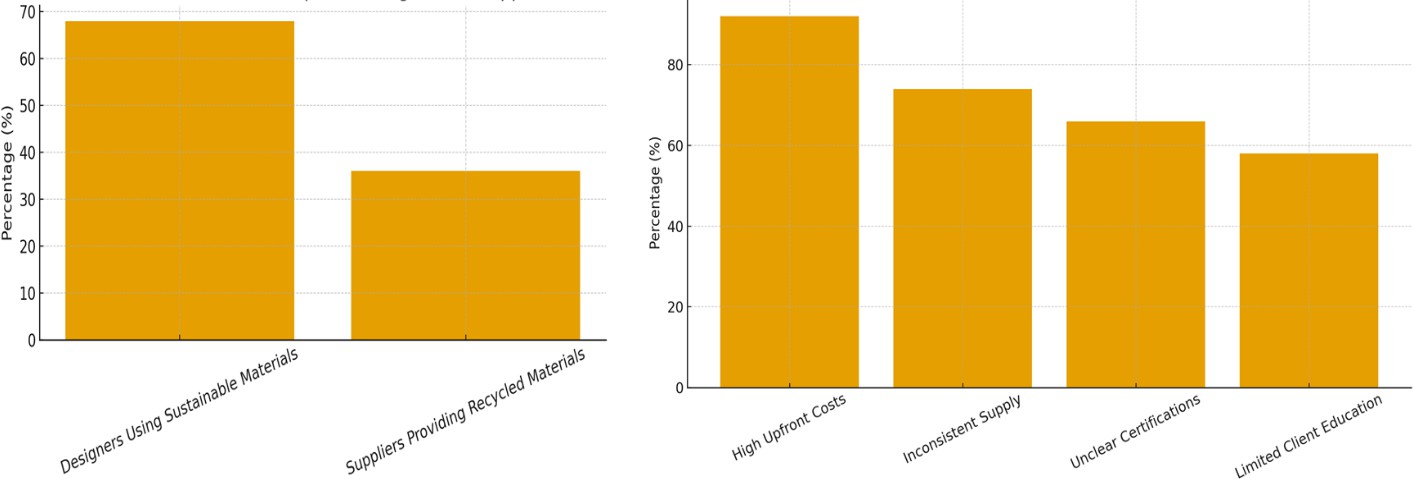 70
60
50
40
30
20
10
0
Percentage (%)
Designers Using Sustainable Materials
Suppliers Providing Recycled Materials
80
60
40
20
0
Percentage (%)
High Upfront Costs
Inconsistent Supply
Unclear Certifications
Limited Client Education